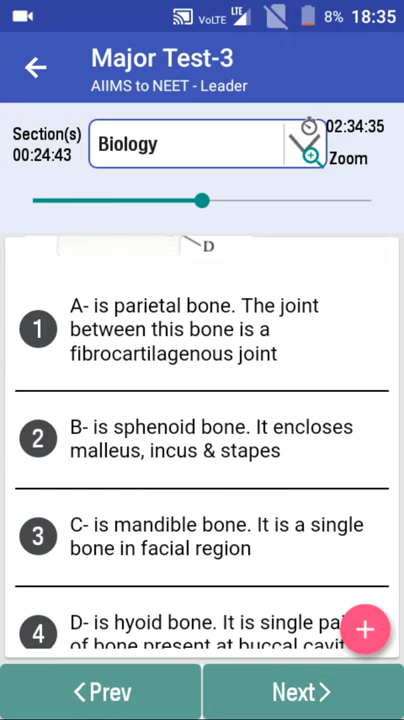 VoLTE LTE 8% 18:35
Major Test-3
AIIMS to NEET - Leader
Section(s)
00:24:43
Biology
02:34:35
Zoom
D
1
A- is parietal bone. The joint
between this bone is a
fibrocartilagenous joint
2
B- is sphenoid bone. It encloses
malleus, incus & stapes
3
C- is mandible bone. It is a single
bone in facial region
4
D- is hyoid bone. It is single
of bone present at buccal
Prev
Next